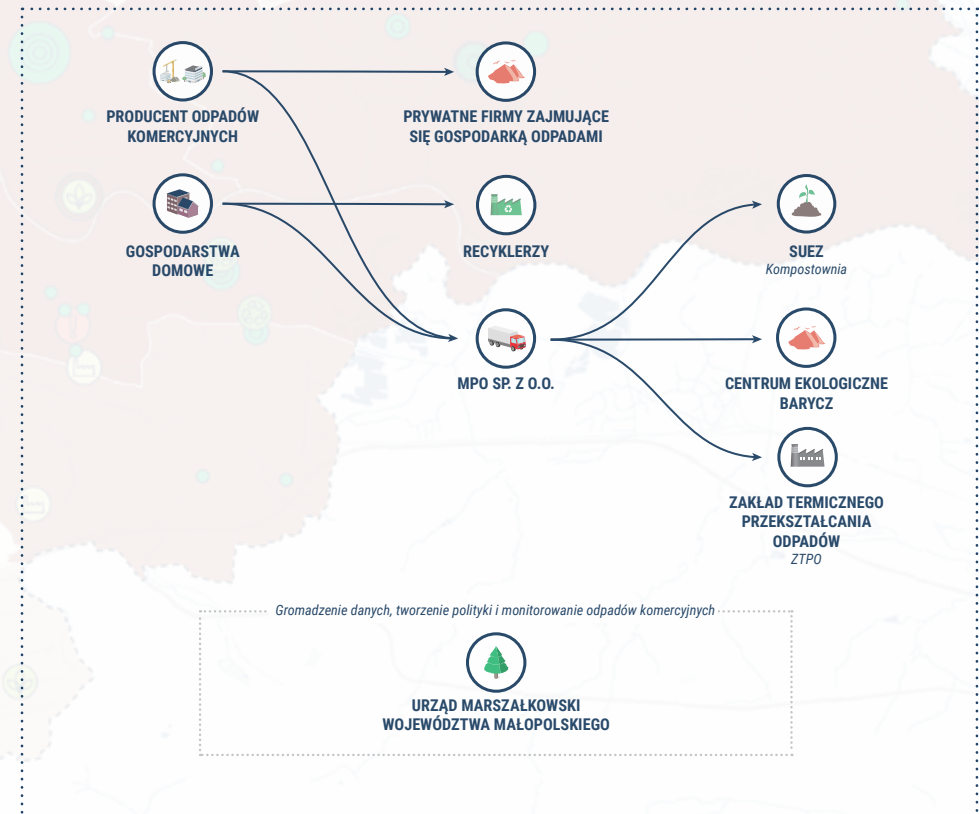 PRODUCENT ODPADÓW
KOMERCYJNYCH
PRYWATNE FIRMY ZAJMUJĄCE
SIĘ GOSPODARKĄ ODPADAMI
GOSPODARSTWA
DOMOWE
RECYKLERZY
SUEZ
Kompostownia
MPO SP. Z O.O.
CENTRUM EKOLOGICZNE
BARYCZ
ZAKŁAD TERMICZNEGO
PRZEKSZTAŁCANIA
ODPADÓW
ZTPO
Gromadzenie danych, tworzenie polityki i monitorowanie odpadów komercyjnych
URZĄD MARSZAŁKOWSKI
WOJEWÓDZTWA MAŁOPOLSKIEGO